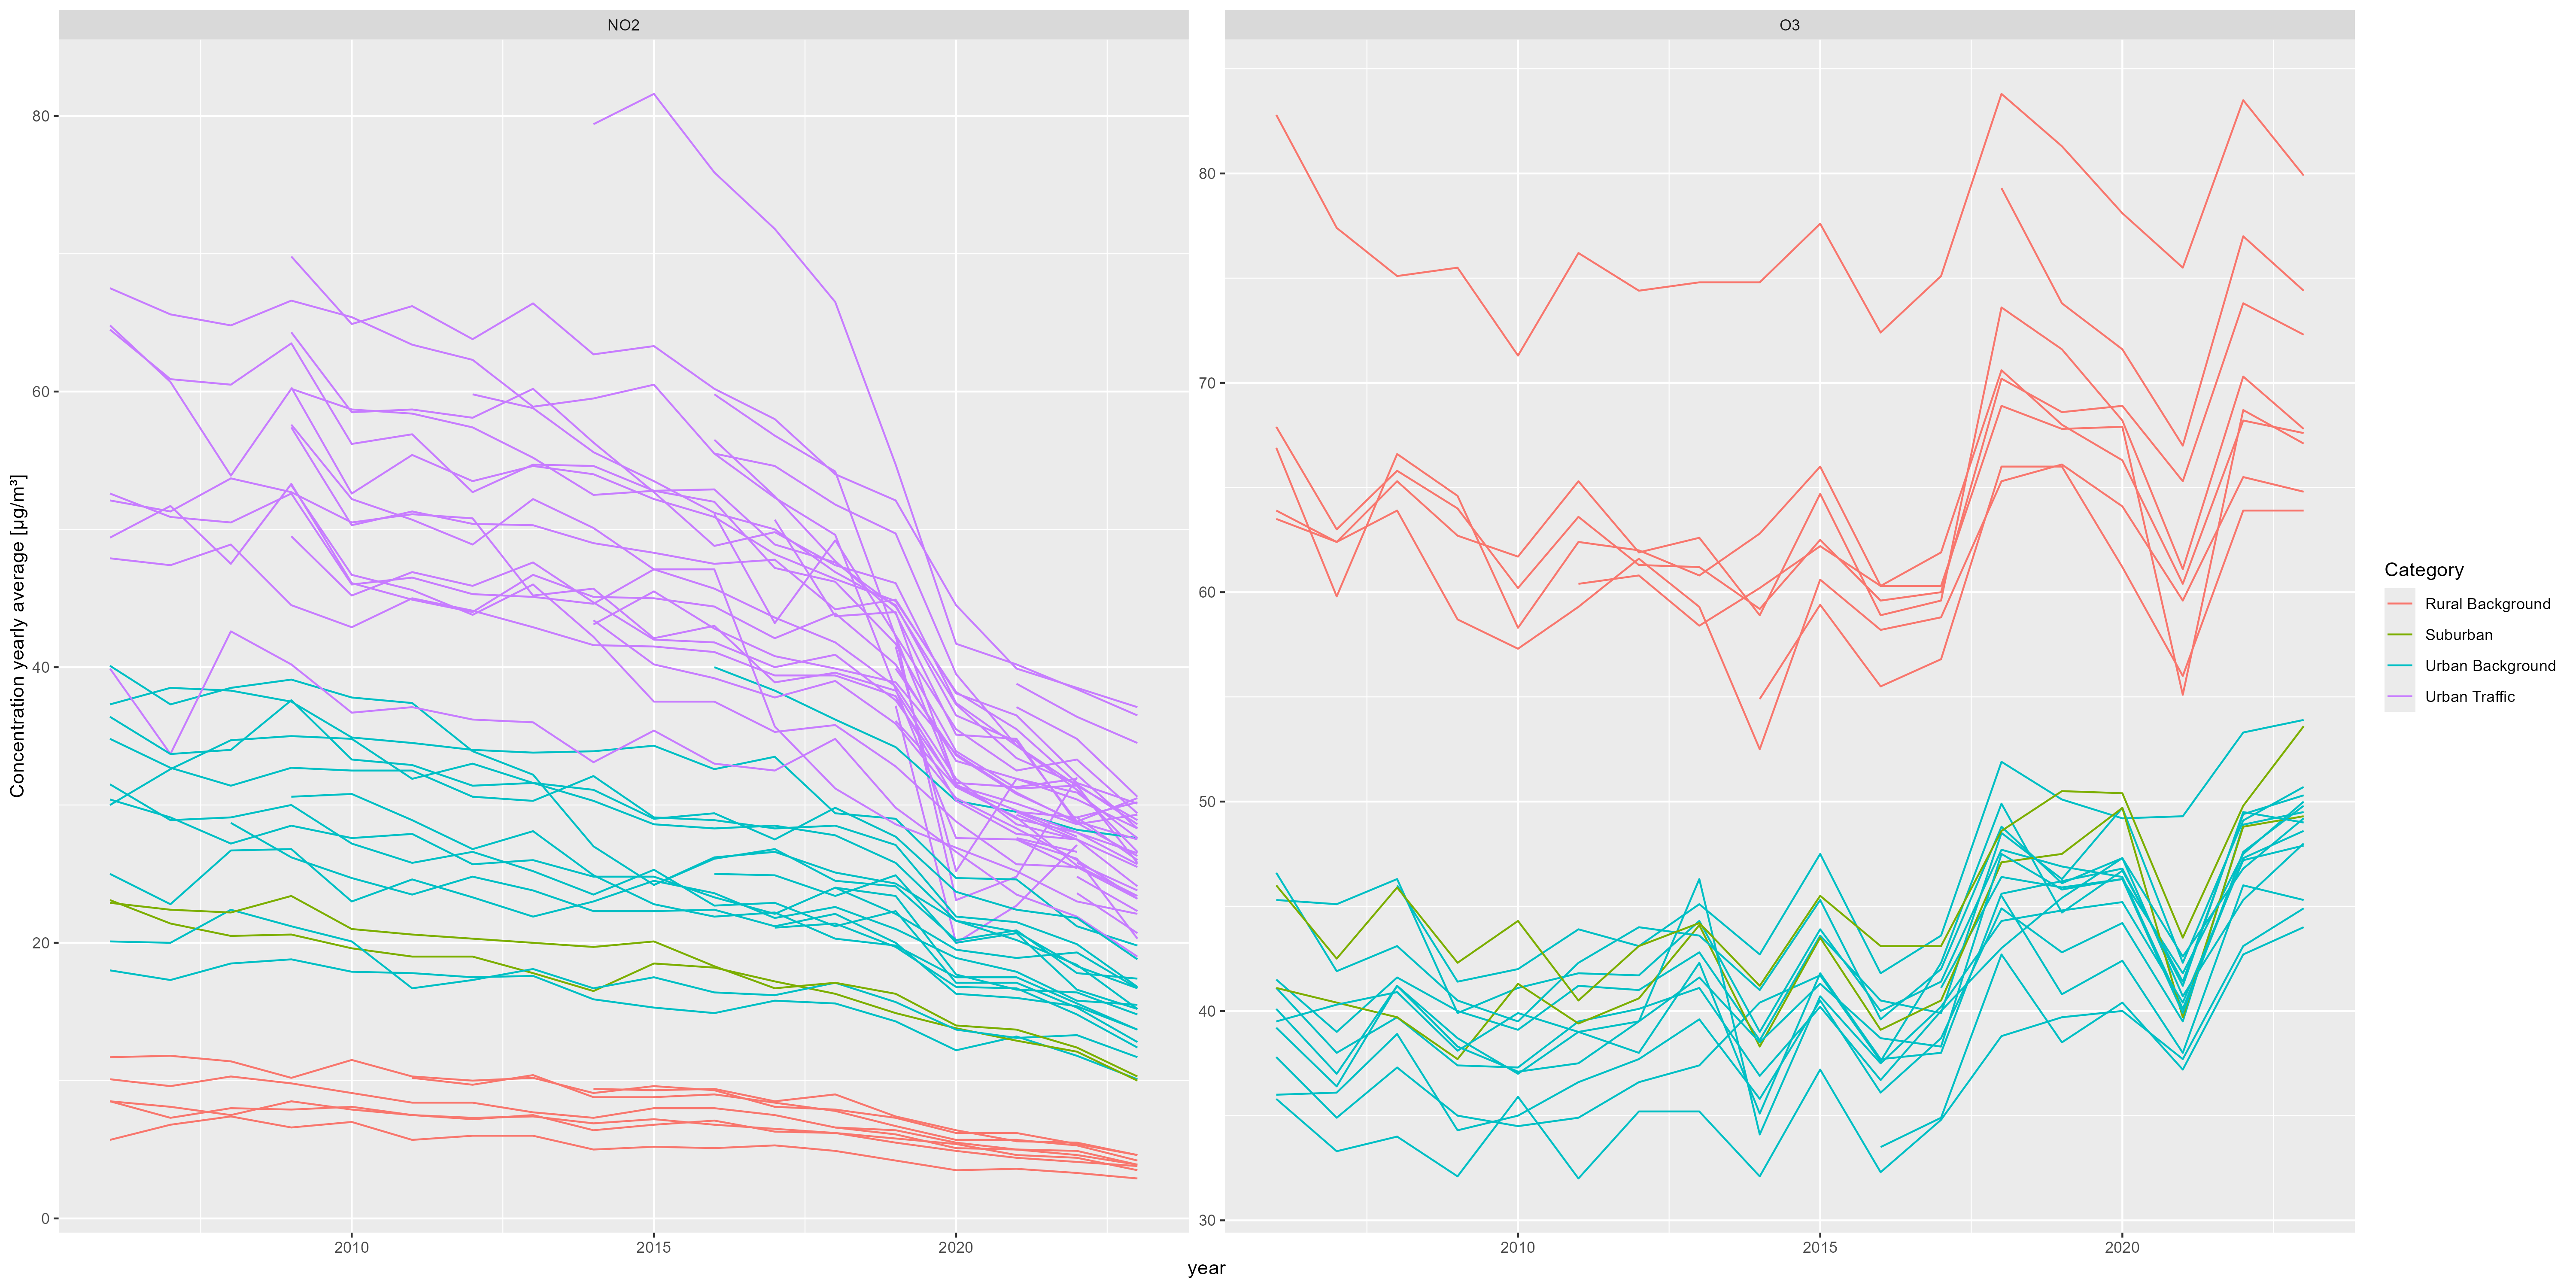 NO2
O3
Concentration yearly average [µg/m³]
80
60
40
20
0
2010
2015
2020
80
70
60
50
40
30
2010
2015
2020
year
Category
Rural Background
Suburban
Urban Background
Urban Traffic